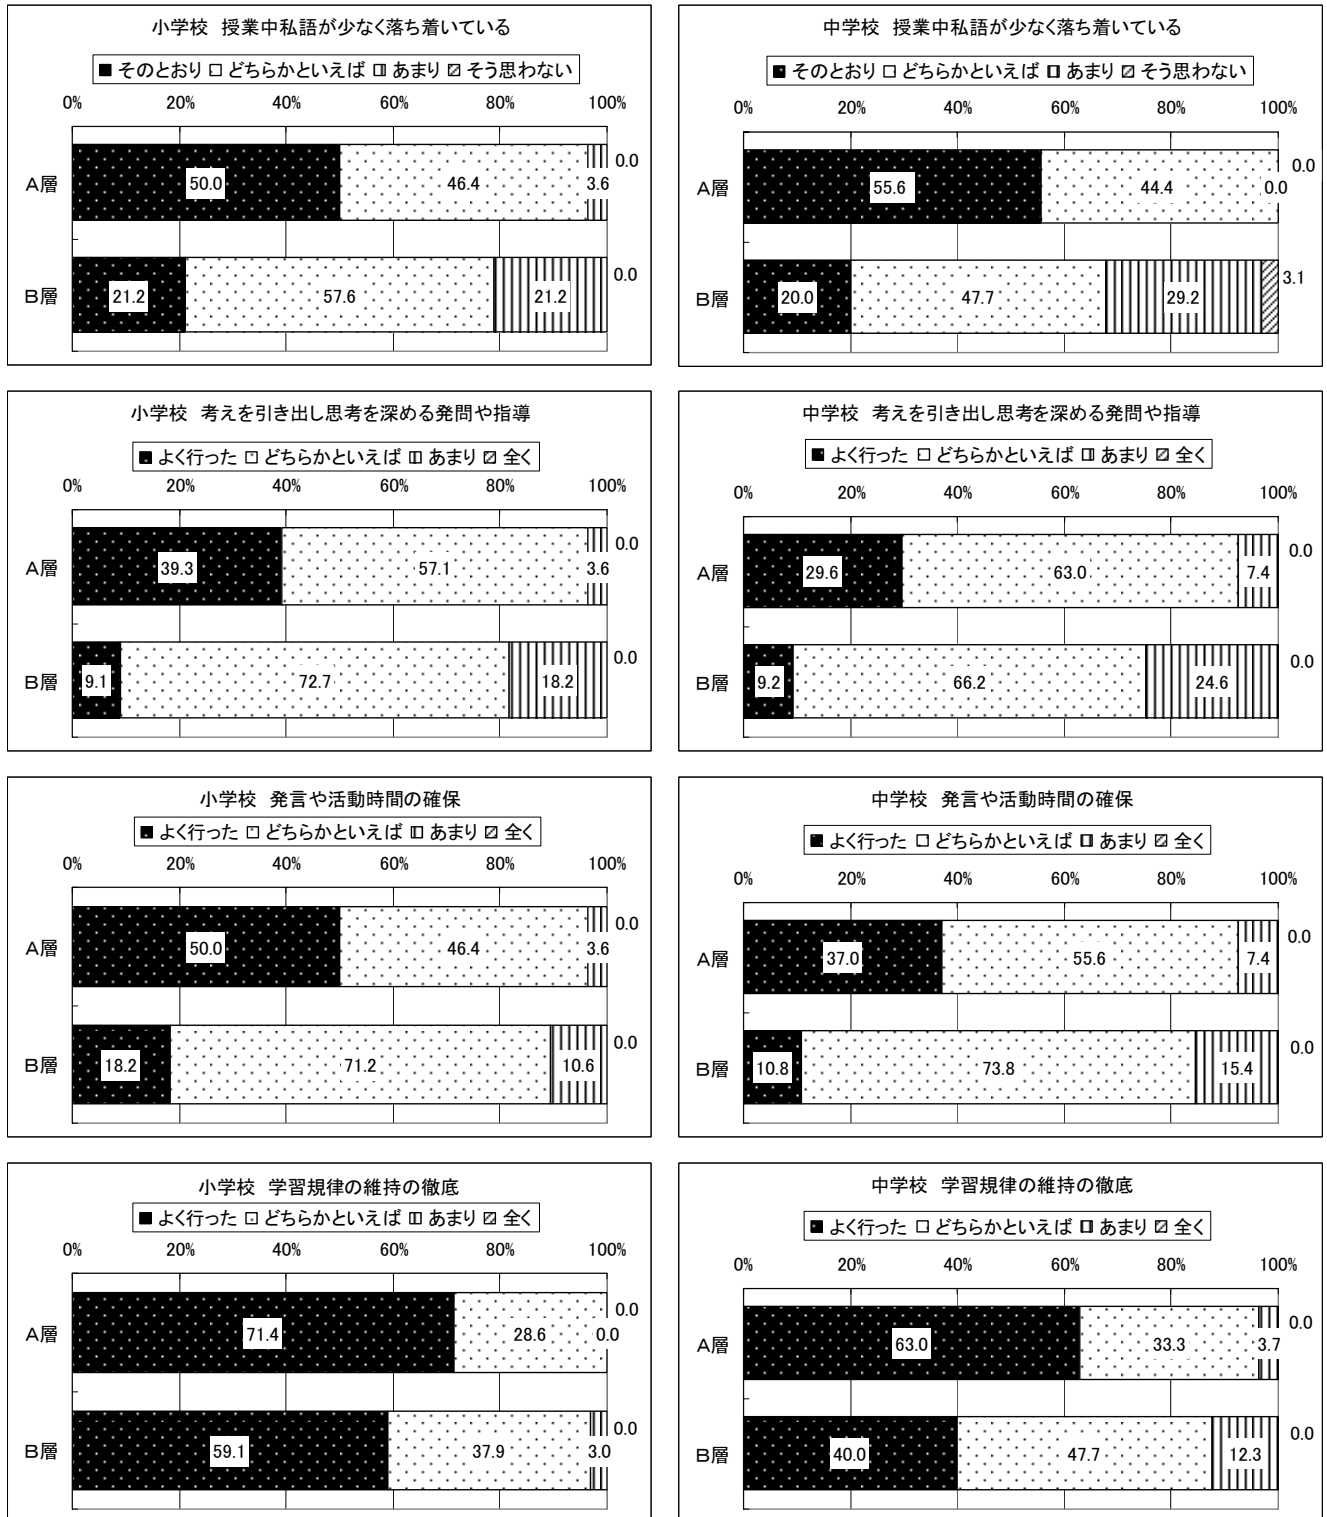 小学校 授業中私語が少なく落ち着いている
■ そのとおり □ どちらかといえば ▥ あまり ▨ そう思わない
0% 20% 40% 60% 80% 100%
A層 50.0 46.4 3.6 0.0
B層 21.2 57.6 21.2 0.0
中学校 授業中私語が少なく落ち着いている
■ そのとおり □ どちらかといえば ▥ あまり ▨ そう思わない
0% 20% 40% 60% 80% 100%
A層 55.6 44.4 0.0 0.0
B層 20.0 47.7 29.2 3.1
小学校 考えを引き出し思考を深める発問や指導
■ よく行った □ どちらかといえば ▥ あまり ▨ 全く
0% 20% 40% 60% 80% 100%
A層 39.3 57.1 3.6 0.0
B層 9.1 72.7 18.2 0.0
中学校 考えを引き出し思考を深める発問や指導
■ よく行った □ どちらかといえば ▥ あまり ▨ 全く
0% 20% 40% 60% 80% 100%
A層 29.6 63.0 7.4 0.0
B層 9.2 66.2 24.6 0.0
小学校 発言や活動時間の確保
■ よく行った □ どちらかといえば ▥ あまり ▨ 全く
0% 20% 40% 60% 80% 100%
A層 50.0 46.4 3.6 0.0
B層 18.2 71.2 10.6 0.0
中学校 発言や活動時間の確保
■ よく行った □ どちらかといえば ▥ あまり ▨ 全く
0% 20% 40% 60% 80% 100%
A層 37.0 55.6 7.4 0.0
B層 10.8 73.8 15.4 0.0
小学校 学習規律の維持の徹底
■ よく行った □ どちらかといえば ▥ あまり ▨ 全く
0% 20% 40% 60% 80% 100%
A層 71.4 28.6 0.0 0.0
B層 59.1 37.9 3.0 0.0
中学校 学習規律の維持の徹底
■ よく行った □ どちらかといえば ▥ あまり ▨ 全く
0% 20% 40% 60% 80% 100%
A層 63.0 33.3 3.7 0.0
B層 40.0 47.7 12.3 0.0